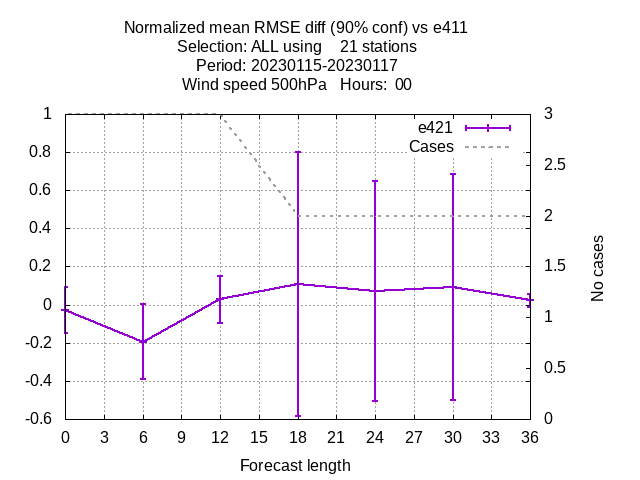 Normalized mean RMSE diff (90% conf) vs e411
Selection: ALL using    21 stations
Period: 20230115-20230117
Wind speed 500hPa   Hours:  00
1
0.8
0.6
0.4
0.2
0
-0.2
-0.4
-0.6
e421
Cases
3
2.5
2
1.5
1
0.5
0
No cases
0 3 6 9 12 15 18 21 24 27 30 33 36
Forecast length